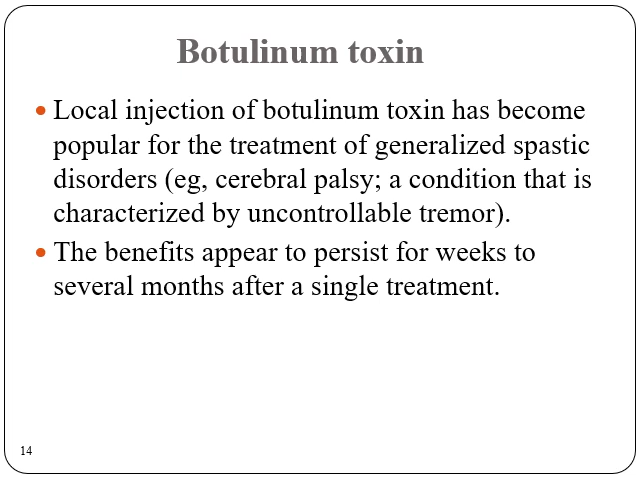 Botulinum toxin
• Local injection of botulinum toxin has become
popular for the treatment of generalized spastic
disorders (eg, cerebral palsy; a condition that is
characterized by uncontrollable tremor).
• The benefits appear to persist for weeks to
several months after a single treatment.
14